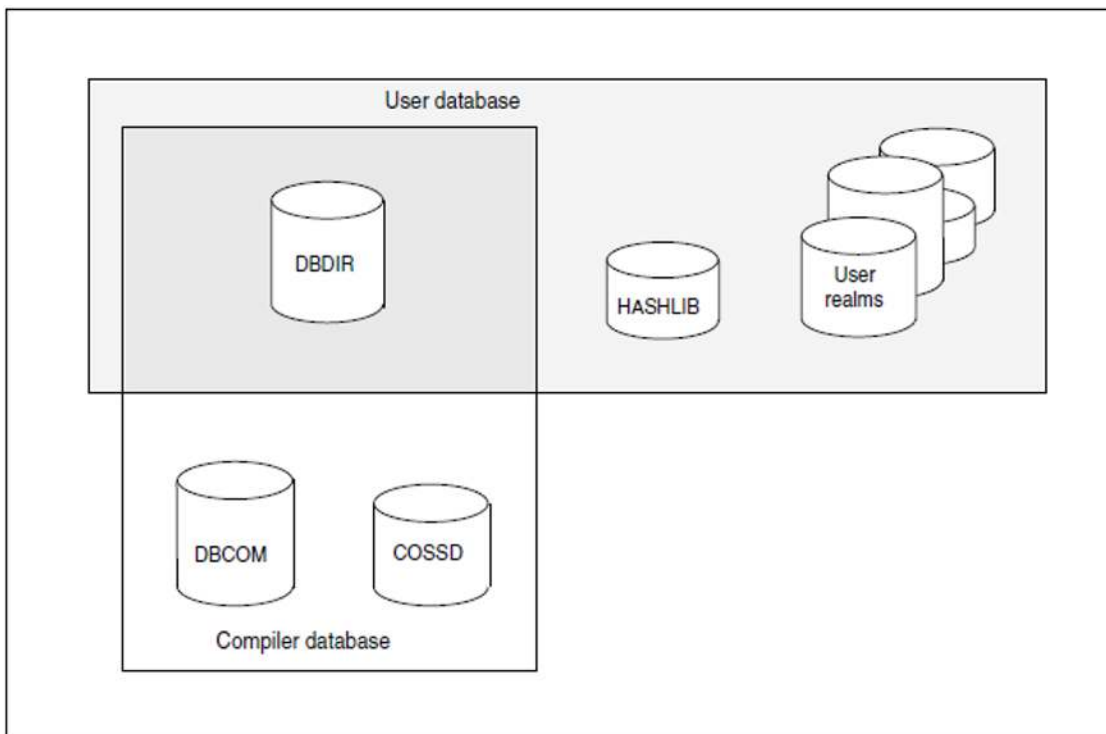 User database
DBDIR
HASHLIB
User
realms
DBCOM
COSSD
Compiler database